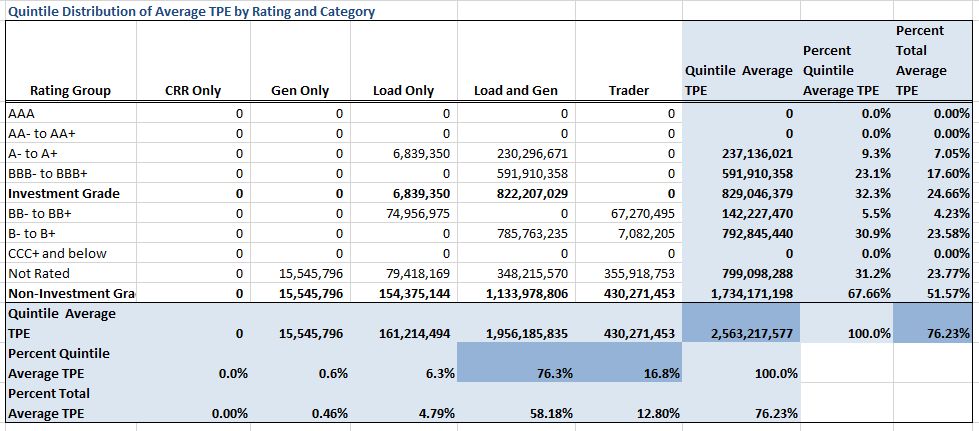 Quintile Distribution of Average TPE by Rating and Category
Rating Group CRR Only Gen Only Load Only Load and Gen Trader Quintile Average TPE Percent Quintile Average TPE Percent Total Average TPE
AAA 0 0 0 0 0 0 0.0% 0.00%
AA- to AA+ 0 0 0 0 0 0 0.0% 0.00%
A- to A+ 0 0 6,839,350 230,296,671 0 237,136,021 9.3% 7.05%
BBB- to BBB+ 0 0 0 591,910,358 0 591,910,358 23.1% 17.60%
Investment Grade 0 0 6,839,350 822,207,029 0 829,046,379 32.3% 24.66%
BB- to BB+ 0 0 74,956,975 0 67,270,495 142,227,470 5.5% 4.23%
B- to B+ 0 0 0 785,763,235 7,082,205 792,845,440 30.9% 23.58%
CCC+ and below 0 0 0 0 0 0 0.0% 0.00%
Not Rated 0 15,545,796 79,418,169 348,215,570 355,918,753 799,098,288 31.2% 23.77%
Non-Investment Gra 0 15,545,796 154,375,144 1,133,978,806 430,271,453 1,734,171,198 67.66% 51.57%
Quintile Average
TPE 0 15,545,796 161,214,494 1,956,185,835 430,271,453 2,563,217,577 100.0% 76.23%
Percent Quintile
Average TPE 0.0% 0.6% 6.3% 76.3% 16.8% 100.0%
Percent Total
Average TPE 0.00% 0.46% 4.79% 58.18% 12.80% 76.23%